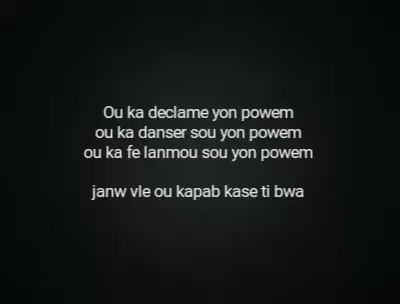 Ou ka declame yon powem
ou ka danser sou yon powem
ou ka fe lanmou sou yon powem
janw vle ou kapab kase ti bwa